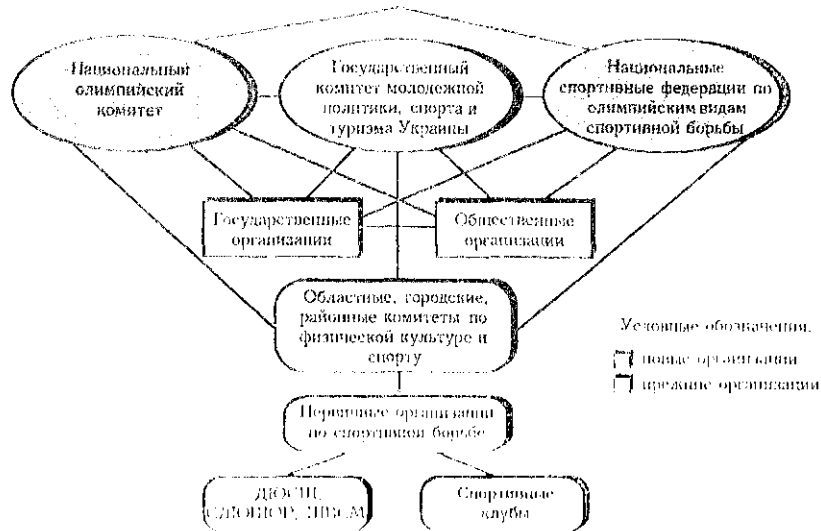 Национальный
олимпийский
комитет
Государственный
комитет молодежной
политики, спорта и
туризма Украины
Национальные
спортивные федерации по
олимпийским видам
спортивной борьбы
Государственные
организации
Общественные
организации
Областные, городские,
районные комитеты по
физической культуре и
спорту
Условные обозначения:
новые организации
прежние организации
Первичные организации
по спортивной борьбе
ДЮСШ,
СДЮШОР, ШВСМ
Спортивные
клубы